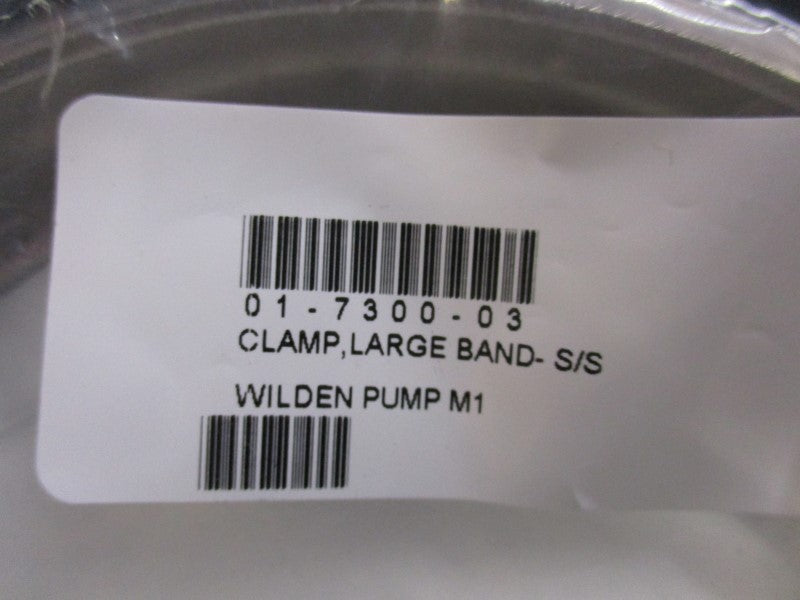 01-7300-03
CLAMP,LARGE BAND- S/S
WILDEN PUMP M1